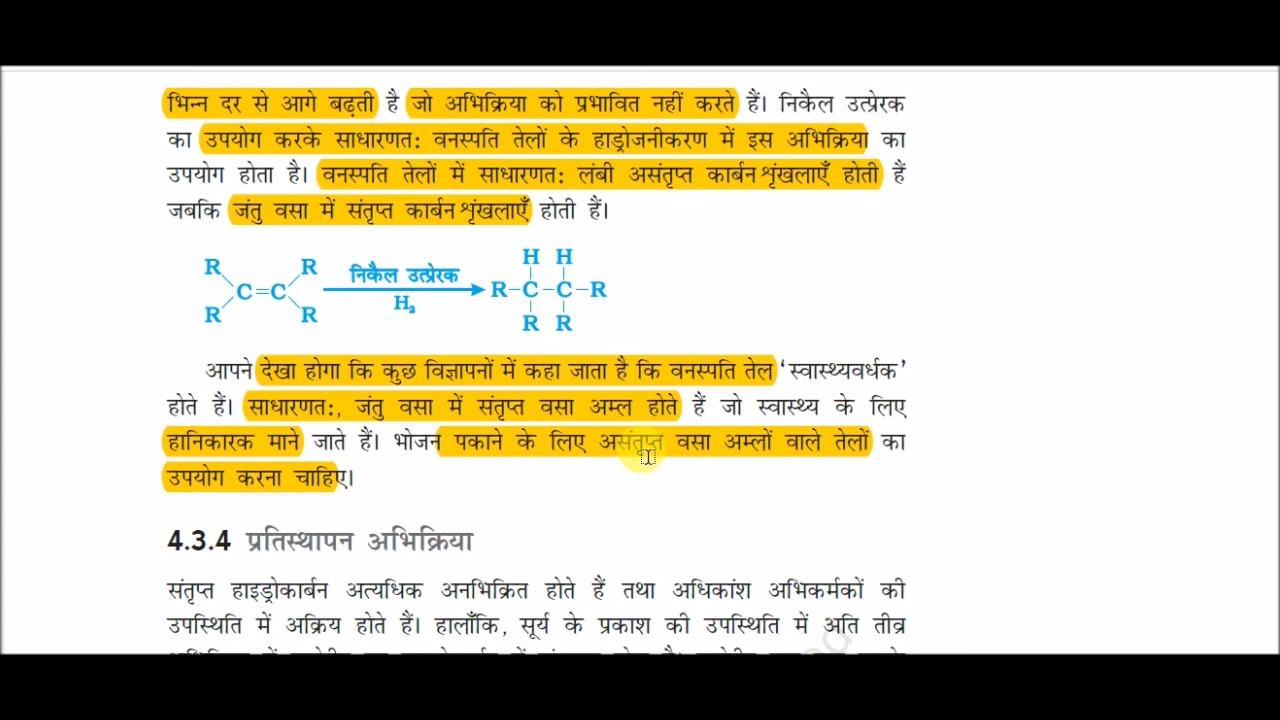 भिन्न दर से आगे बढ़ती है जो अभिक्रिया को प्रभावित नहीं करते हैं। निकैल उत्प्रेरक
का उपयोग करके साधारणत: वनस्पति तेलों के हाड्रोजनीकरण में इस अभिक्रिया का
उपयोग होता है। वनस्पति तेलों में साधारणत: लंबी असंतृप्त कार्बन शृंखलाएँ होती हैं
जबकि जंतु वसा में संतृप्त कार्बन शृंखलाएँ होती हैं।
H H
R R निकैल उत्प्रेरक
C=C R-C-C-R
H₂
R R R R
आपने देखा होगा कि कुछ विज्ञापनों में कहा जाता है कि वनस्पति तेल ‘स्वास्थ्यवर्धक’
होते हैं। साधारणत:, जंतु वसा में संतृप्त वसा अम्ल होते हैं जो स्वास्थ्य के लिए
हानिकारक माने जाते हैं। भोजन पकाने के लिए असंतृप्त वसा अम्लों वाले तेलों का
उपयोग करना चाहिए।
4.3.4 प्रतिस्थापन अभिक्रिया
संतृप्त हाइड्रोकार्बन अत्यधिक अनभिक्रित होते हैं तथा अधिकांश अभिकर्मकों की
उपस्थिति में अक्रिय होते हैं। हालाँकि, सूर्य के प्रकाश की उपस्थिति में अति तीव्र